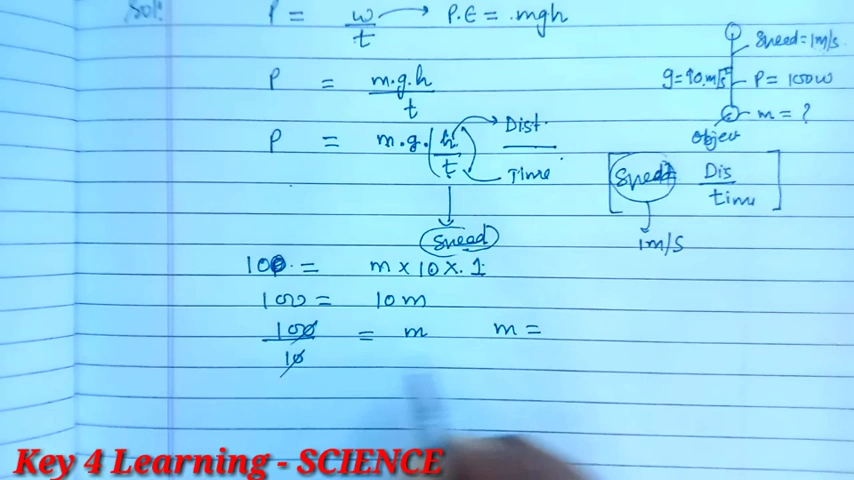 Sol:
P = w/t → P.E = mgh
Speed = 1m/s
g = 10 m/s² P = 100w
m = ?
Object
P = m.g.h/t
P = m.g.(h/t) Dist. Time
[Speed = Dis/time]
1m/s
Speed
100 = m × 10 × 1
100 = 10 m
100/10 = m m =
Key 4 Learning - SCIENCE